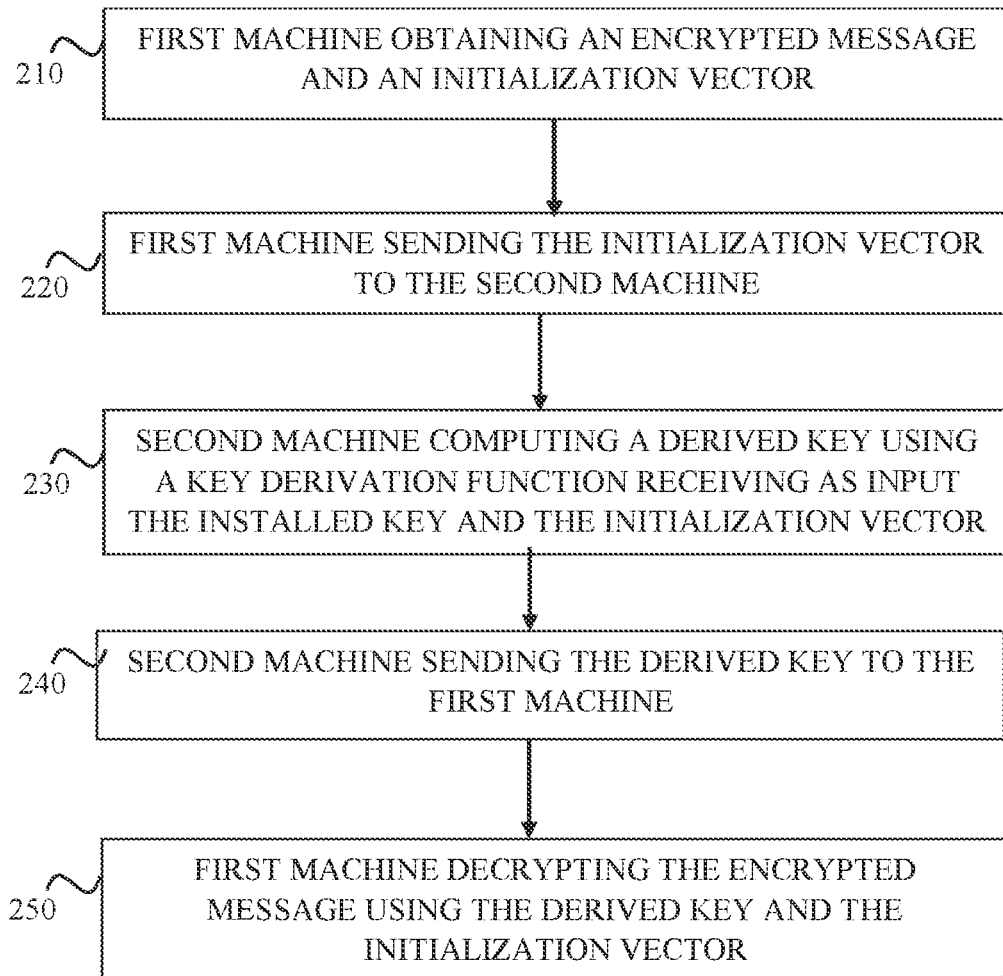 FIRST MACHINE OBTAINING AN ENCRYPTED MESSAGE
AND AN INITIALIZATION VECTOR
210
FIRST MACHINE SENDING THE INITIALIZATION VECTOR
TO THE SECOND MACHINE
220
SECOND MACHINE COMPUTING A DERIVED KEY USING
A KEY DERIVATION FUNCTION RECEIVING AS INPUT
THE INSTALLED KEY AND THE INITIALIZATION VECTOR
230
SECOND MACHINE SENDING THE DERIVED KEY TO THE
FIRST MACHINE
240
FIRST MACHINE DECRYPTING THE ENCRYPTED
MESSAGE USING THE DERIVED KEY AND THE
INITIALIZATION VECTOR
250